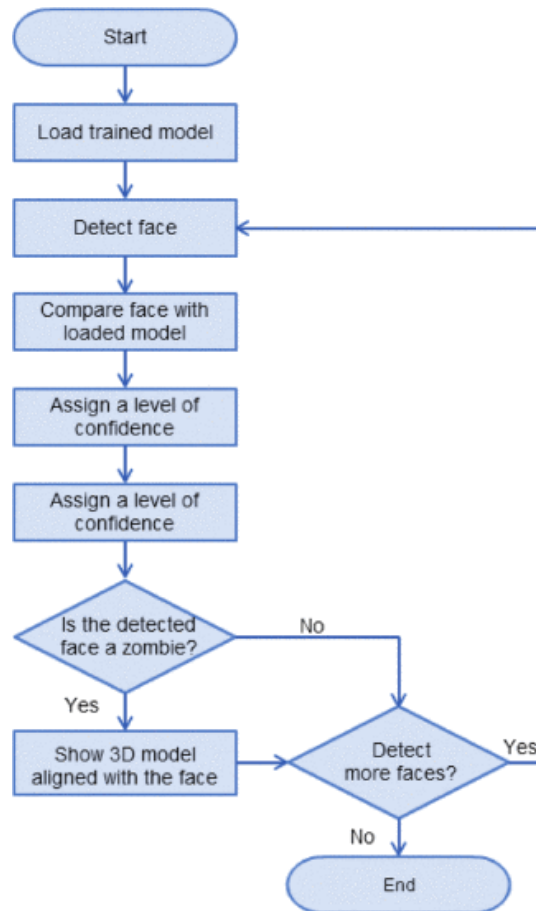 Start
Load trained model
Detect face
Compare face with
loaded model
Assign a level of
confidence
Assign a level of
confidence
Is the detected
face a zombie?
No
Yes
Show 3D model
aligned with the face
Detect
more faces?
Yes
No
End